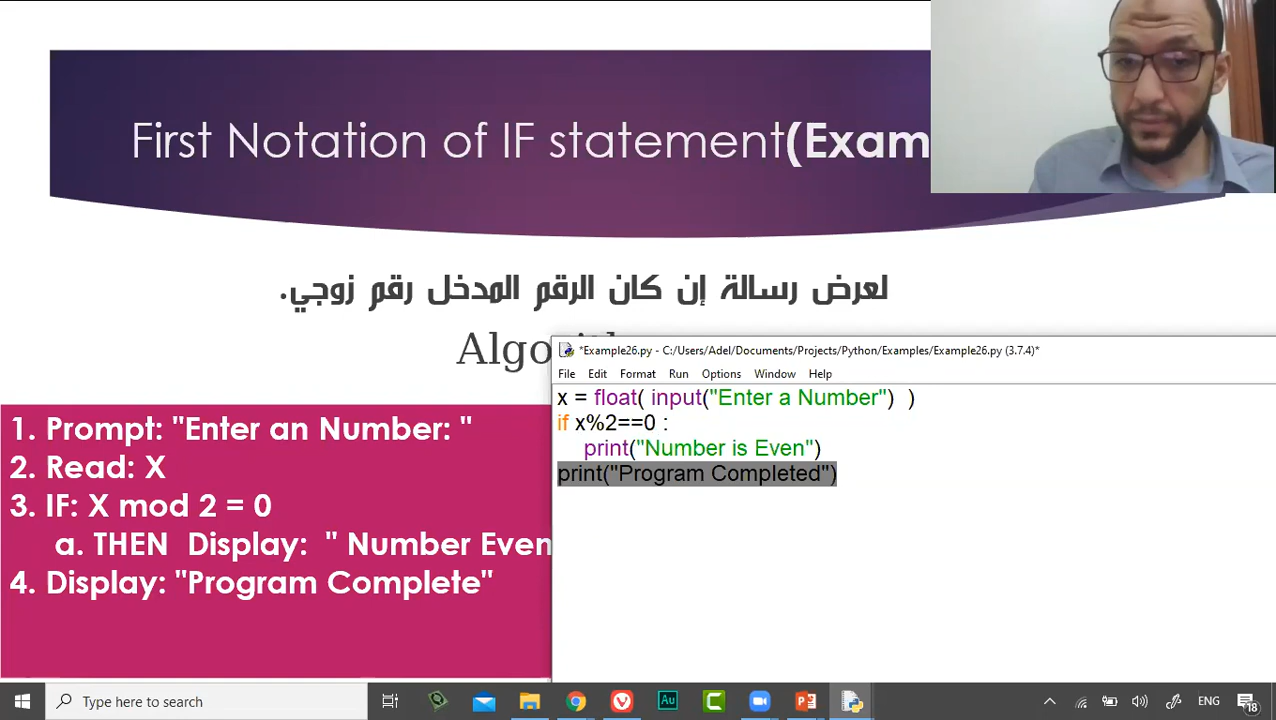 First Notation of IF statement(Exam
لعرض رسالة إن كان الرقم المدخل رقم زوجي.
1. Prompt: "Enter an Number: "
2. Read: X
3. IF: X mod 2 = 0
a. THEN Display: " Number Even
4. Display: "Program Complete"
*Example26.py - C:/Users/Adel/Documents/Projects/Python/Examples/Example26.py (3.7.4)*
File Edit Format Run Options Window Help
x = float( input("Enter a Number") )
if x%2==0 :
print("Number is Even")
print("Program Completed")
Type here to search
Au
ENG
18